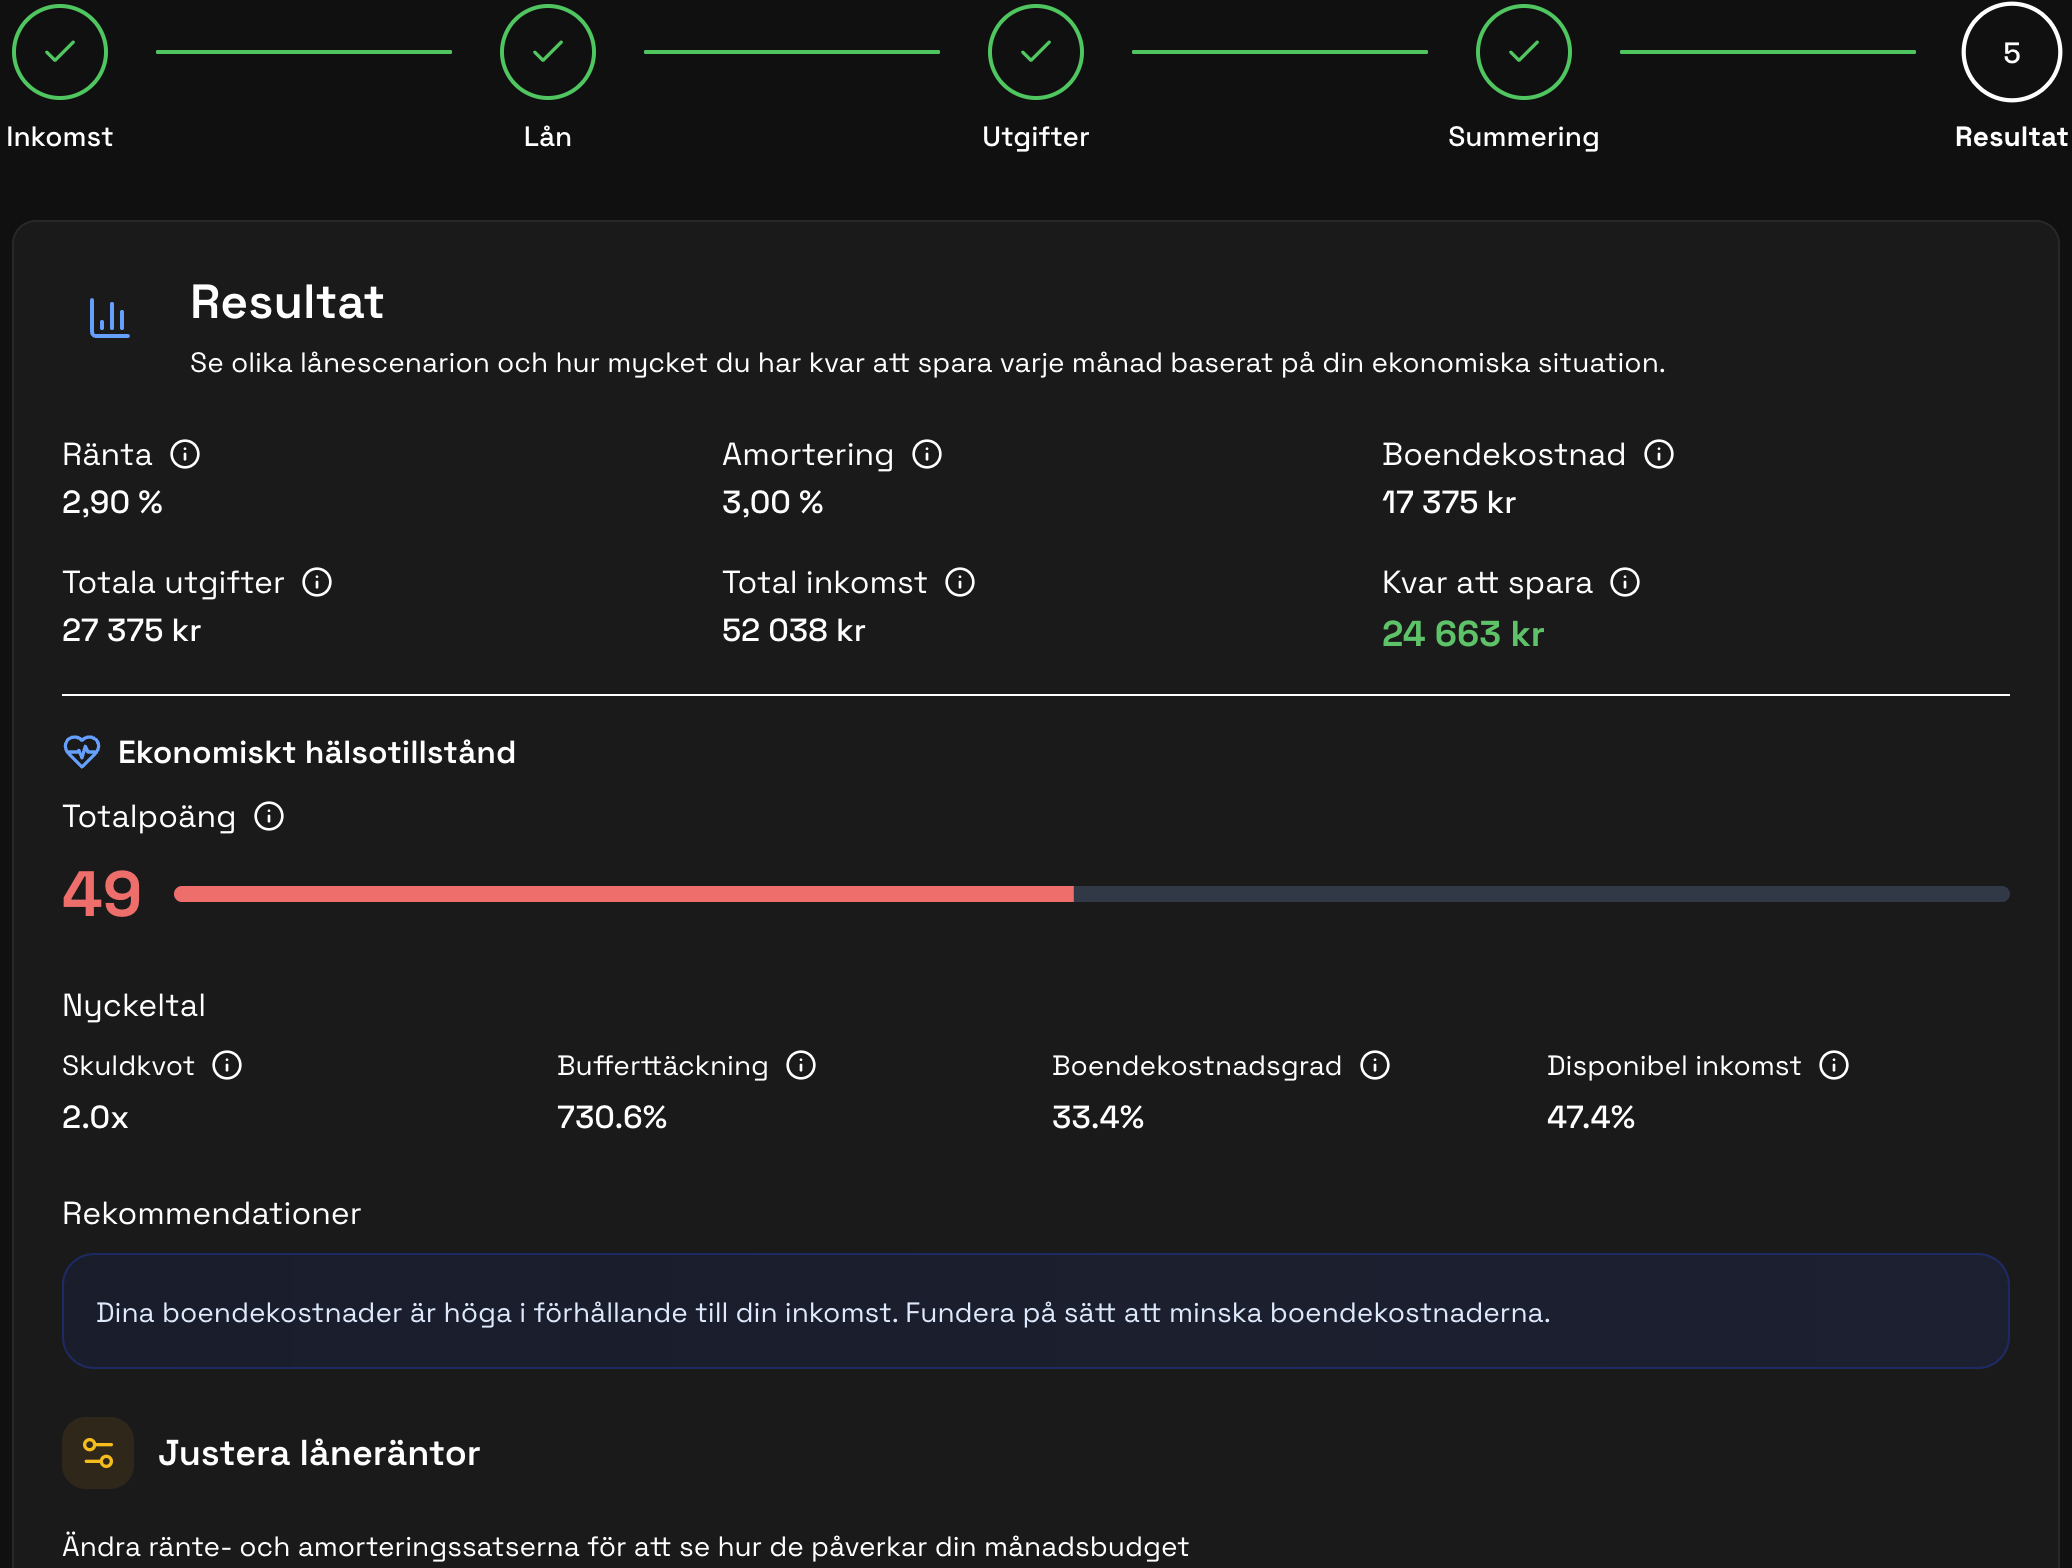 5
Inkomst Lån Utgifter Summering Resultat
Resultat
Se olika lånescenarion och hur mycket du har kvar att spara varje månad baserat på din ekonomiska situation.
Ränta Amortering Boendekostnad
2,90 % 3,00 % 17 375 kr
Totala utgifter Total inkomst Kvar att spara
27 375 kr 52 038 kr 24 663 kr
Ekonomiskt hälsotillstånd
Totalpoäng
49
Nyckeltal
Skuldkvot Bufferttäckning Boendekostnadsgrad Disponibel inkomst
2.0x 730.6% 33.4% 47.4%
Rekommendationer
Dina boendekostnader är höga i förhållande till din inkomst. Fundera på sätt att minska boendekostnaderna.
Justera låneräntor
Ändra ränte- och amorteringssatserna för att se hur de påverkar din månadsbudget